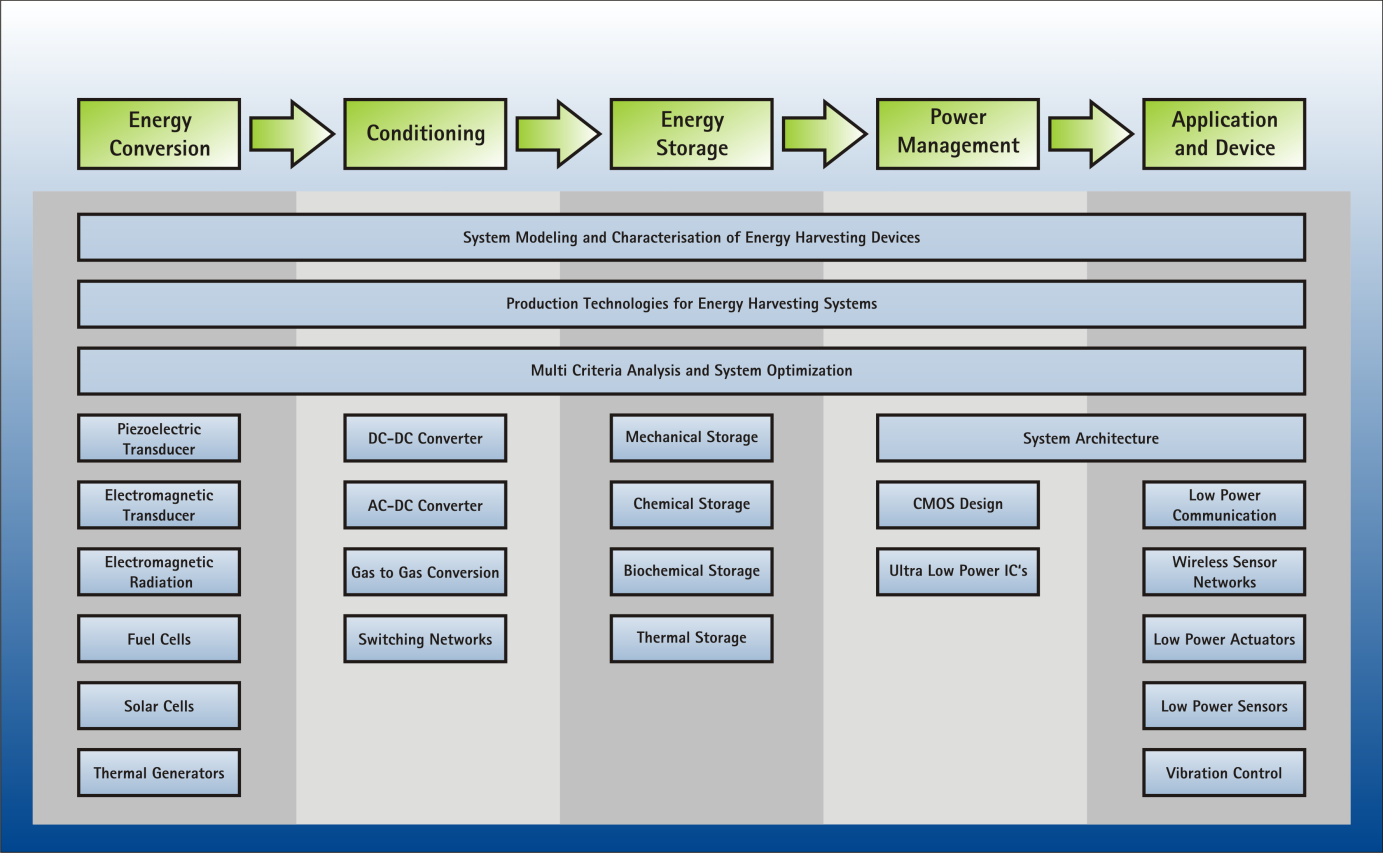 Energy
Conversion
Conditioning
Energy
Storage
Power
Management
Application
and Device
System Modeling and Characterisation of Energy Harvesting Devices
Production Technologies for Energy Harvesting Systems
Multi Criteria Analysis and System Optimization
Piezoelectric
Transducer
DC-DC Converter
Mechanical Storage
System Architecture
Electromagnetic
Transducer
AC-DC Converter
Chemical Storage
CMOS Design
Low Power
Communication
Electromagnetic
Radiation
Gas to Gas Conversion
Biochemical Storage
Ultra Low Power IC's
Wireless Sensor
Networks
Fuel Cells
Switching Networks
Thermal Storage
Low Power Actuators
Solar Cells
Low Power Sensors
Thermal Generators
Vibration Control